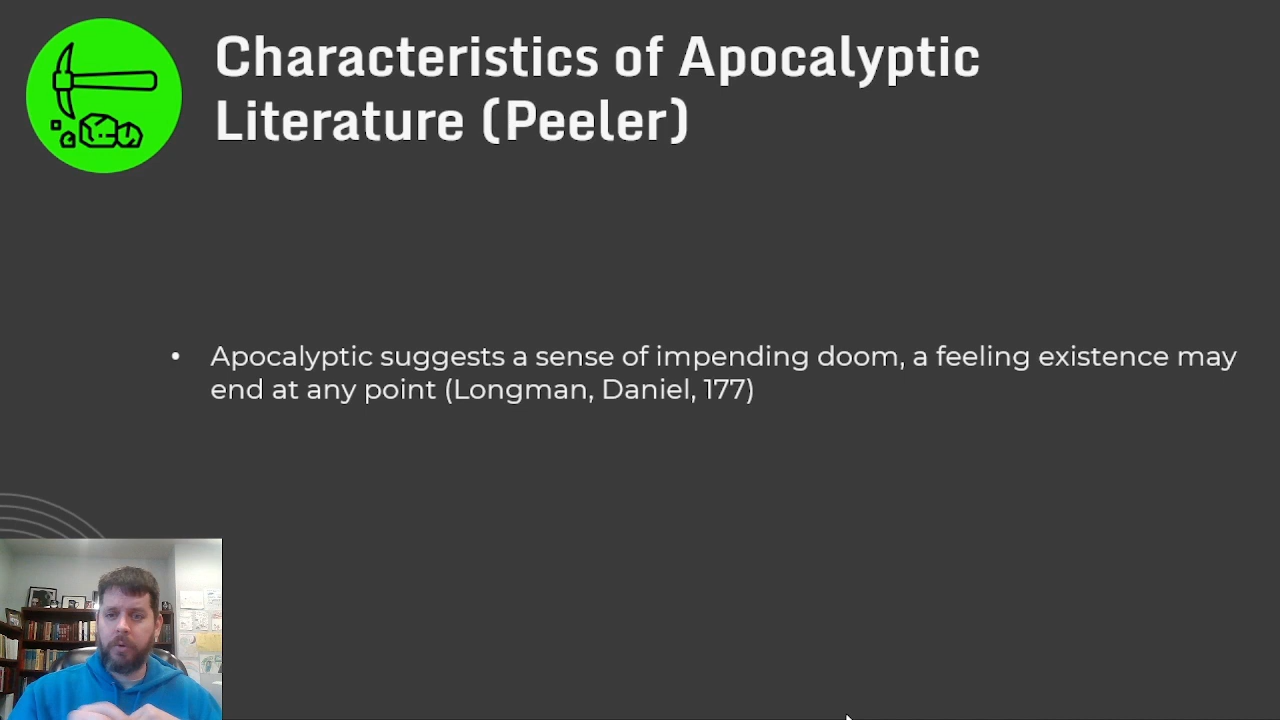 Characteristics of Apocalyptic
Literature (Peeler)
• Apocalyptic suggests a sense of impending doom, a feeling existence may
end at any point (Longman, Daniel, 177)